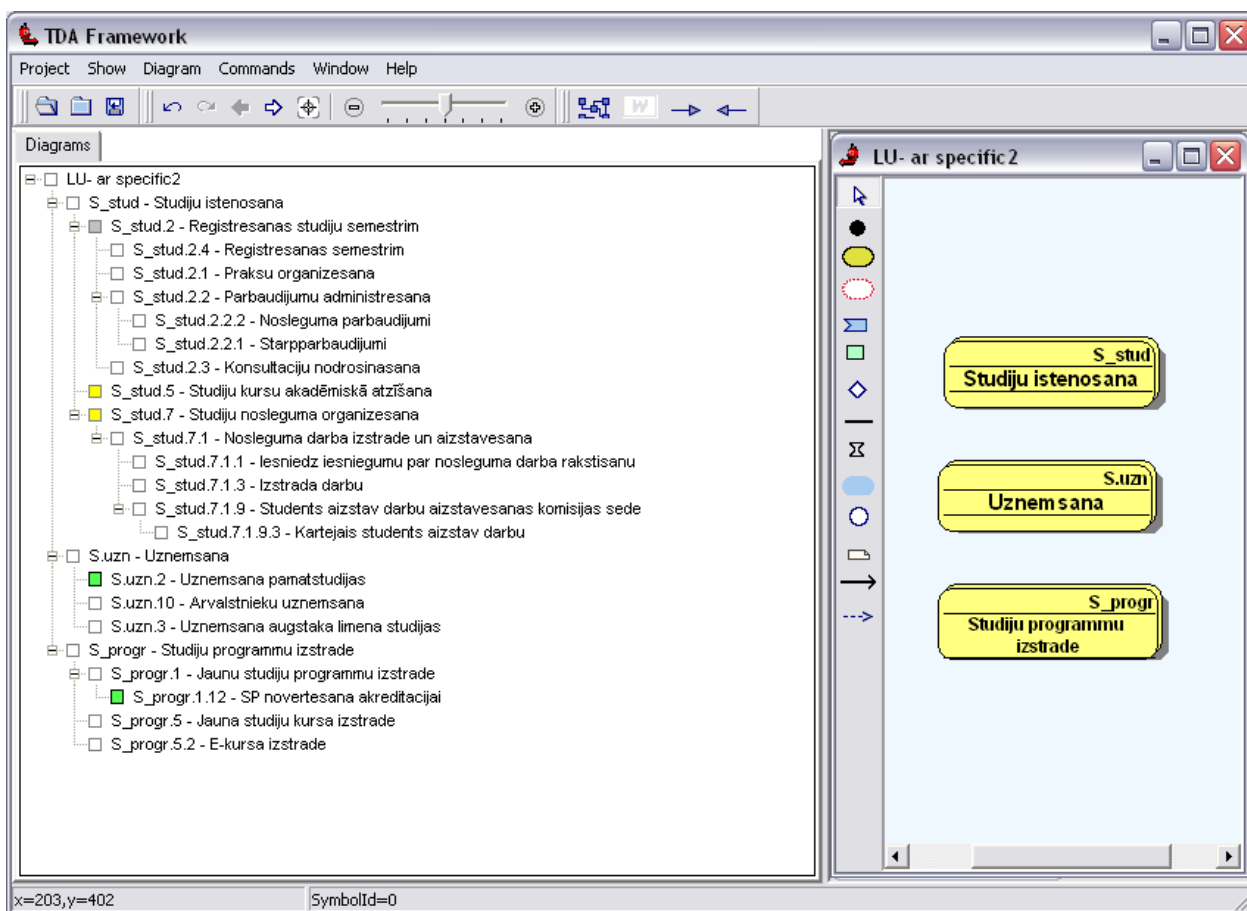 TDA Framework
Project Show Diagram Commands Window Help
W
Diagrams
LU- ar specific2
S_stud - Studiju istenosana
S_stud.2 - Registresanas studiju semestrim
S_stud.2.4 - Registresanas semestrim
S_stud.2.1 - Praksu organizesana
S_stud.2.2 - Parbaudijumu administresana
S_stud.2.2.2 - Nosleguma parbaudijumi
S_stud.2.2.1 - Starpparbaudijumi
S_stud.2.3 - Konsultaciju nodrosinasana
S_stud.5 - Studiju kursu akadēmiskā atzīšana
S_stud.7 - Studiju nosleguma organizesana
S_stud.7.1 - Nosleguma darba izstrade un aizstavesana
S_stud.7.1.1 - Iesniedz iesniegumu par nosleguma darba rakstisanu
S_stud.7.1.3 - Izstrada darbu
S_stud.7.1.9 - Students aizstav darbu aizstavesanas komisijas sede
S_stud.7.1.9.3 - Kartejais students aizstav darbu
S.uzn - Uznemsana
S.uzn.2 - Uznemsana pamatstudijas
S.uzn.10 - Arvalstnieku uznemsana
S.uzn.3 - Uznemsana augstaka limena studijas
S_progr - Studiju programmu izstrade
S_progr.1 - Jaunu studiju programmu izstrade
S_progr.1.12 - SP novertesana akreditacijai
S_progr.5 - Jauna studiju kursa izstrade
S_progr.5.2 - E-kursa izstrade
LU- ar specific2
S_stud
Studiju istenosana
S.uzn
Uznemsana
S_progr
Studiju programmu
izstrade
x=203,y=402
SymbolId=0